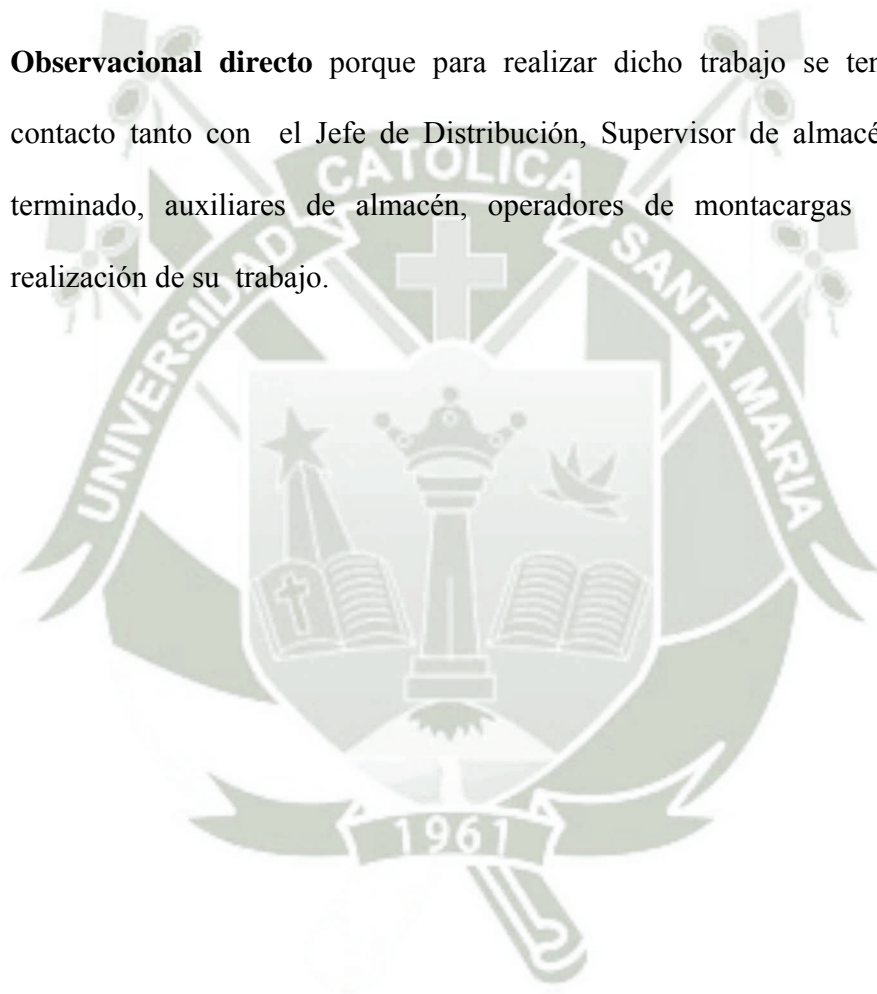 Observacional directo porque para realizar dicho trabajo se ten
contacto tanto con el Jefe de Distribución, Supervisor de almacé
terminado, auxiliares de almacén, operadores de montacargas
realización de su trabajo.
UNIVERSIDAD CATOLICA SANTA MARIA
1961